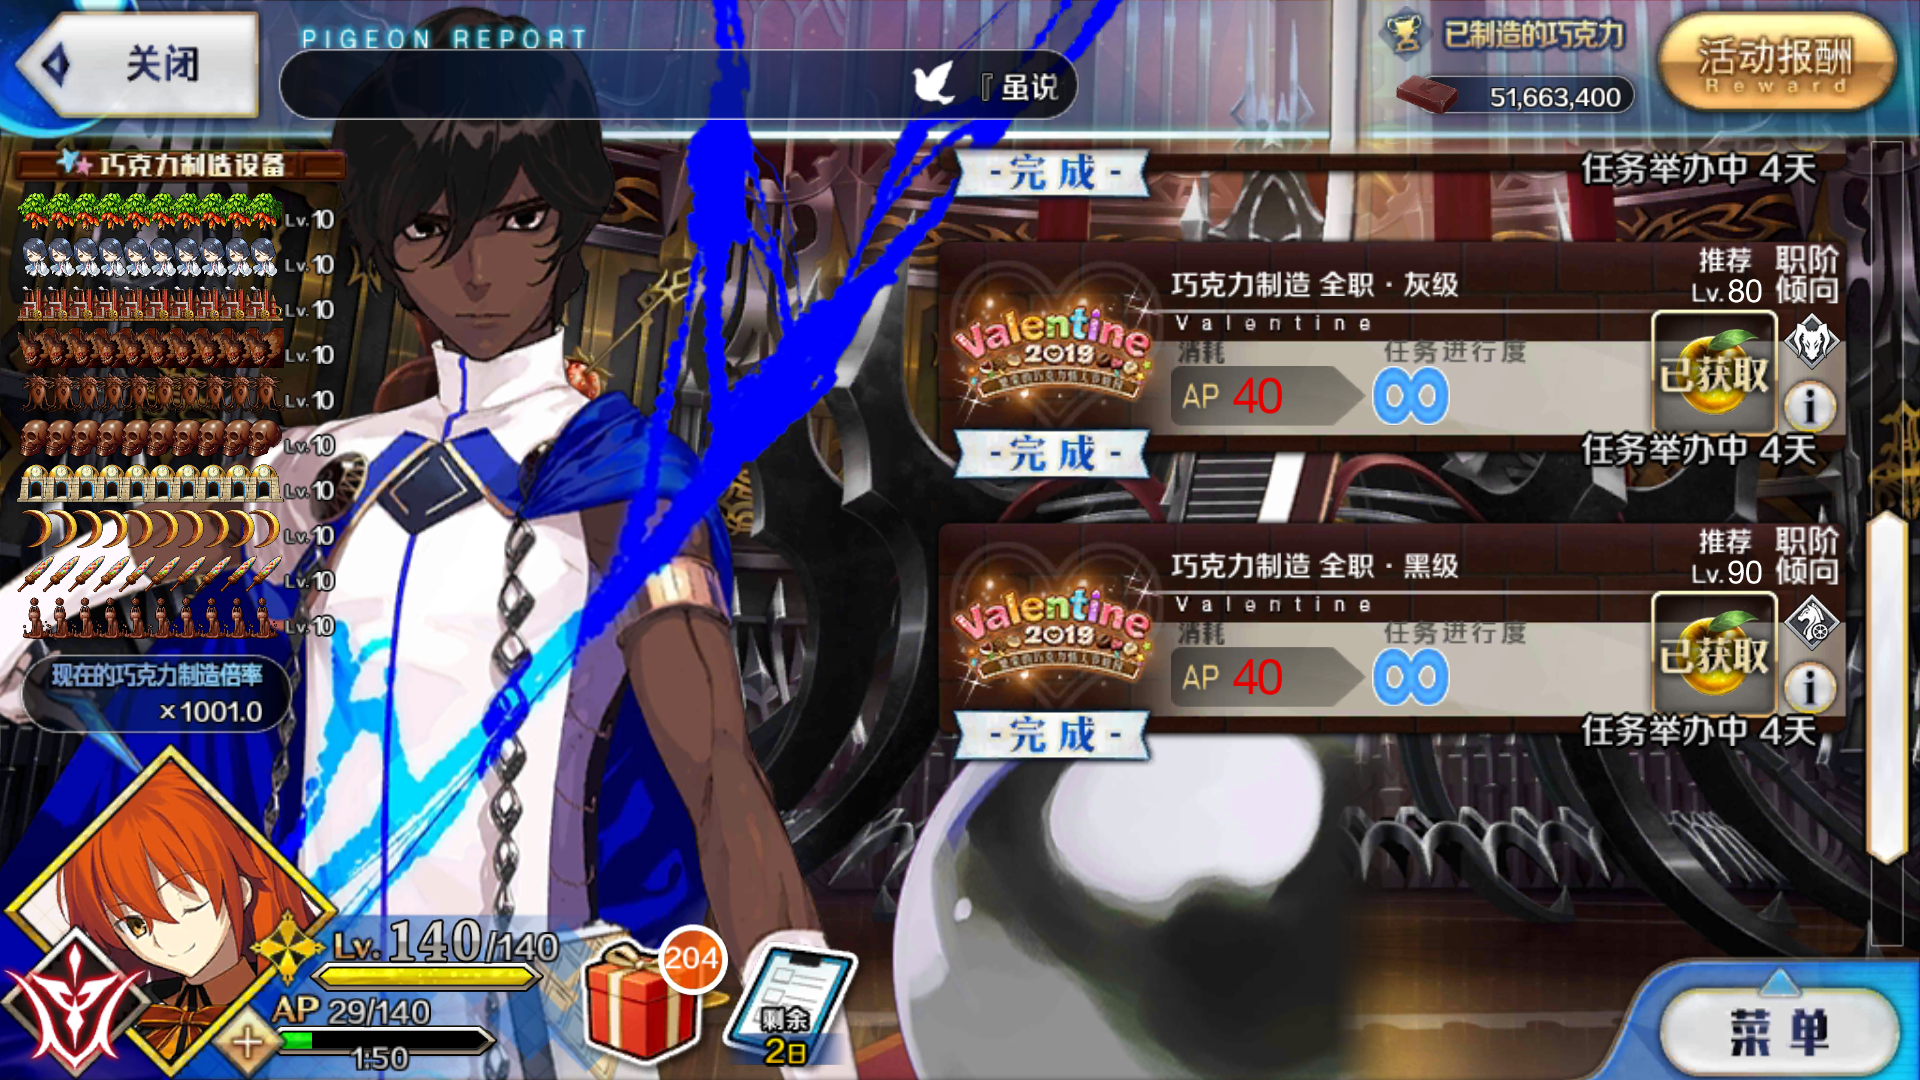 关闭
PIGEON REPORT
『虽说
已制造的巧克力
51,663,400
活动报酬
Reward
巧克力制造设备
Lv.10
Lv.10
Lv.10
Lv.10
Lv.10
Lv.10
Lv.10
Lv.10
Lv.10
Lv.10
现在的巧克力制造倍率
×1001.0
-完成-
任务举办中 4天
巧克力制造 全职·灰级
Valentine
推荐
Lv.80
职阶
倾向
Valentine
2019
消耗
任务进行度
AP 40
∞
已获取
-完成-
任务举办中 4天
巧克力制造 全职·黑级
Valentine
推荐
Lv.90
职阶
倾向
Valentine
2019
消耗
任务进行度
AP 40
∞
已获取
-完成-
任务举办中 4天
Lv.140/140
AP 29/140
1:50
204
剩余
2日
菜单